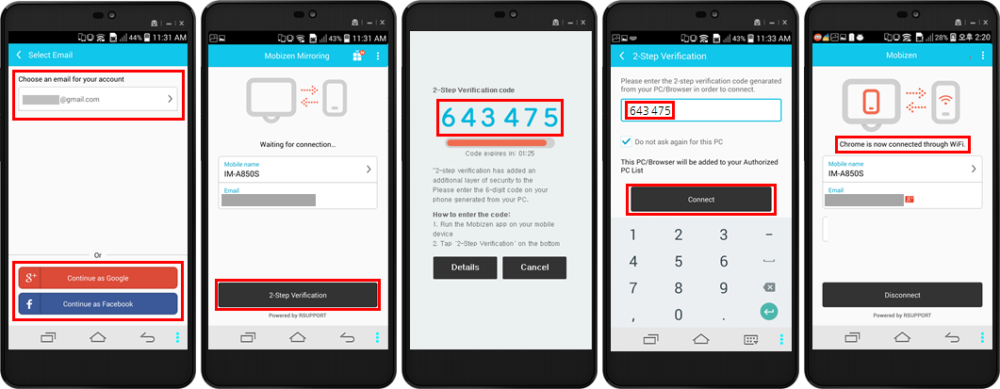 44% 11:31 AM
Select Email
Choose an email for your account
@gmail.com
Or
g+ Continue as Google
f Continue as Facebook
43% 11:31 AM
Mobizen Mirroring
N
Waiting for connection...
Mobile name
IM-A850S
Email
2-Step Verification
Powered by RSUPPORT
2-Step Verification code
643 475
Code expires in: 01:25
"2-step verification has added an
additional layer of security to the
Please enter the 6-digit code on your
phone generated from your PC.
How to enter the code:
1. Run the Mobizen app on your mobile
device
2. Tap '2-Step Verification' on the bottom
Details Cancel
43% 11:33 AM
2-Step Verification
Please enter the 2-step verification code genarated
from your PC/Browser in order to connect.
643 475
Do not ask again for this PC
This PC/Browser will be added to your Authorized
PC List
Connect
1 2 3 -
4 5 6
7 8 9
, 0 .
28% 오후 2:20
Mobizen
Chrome is now connected through WiFi.
Mobile name
IM-A850S
Email
g+
Disconnect
Powered by RSUPPORT